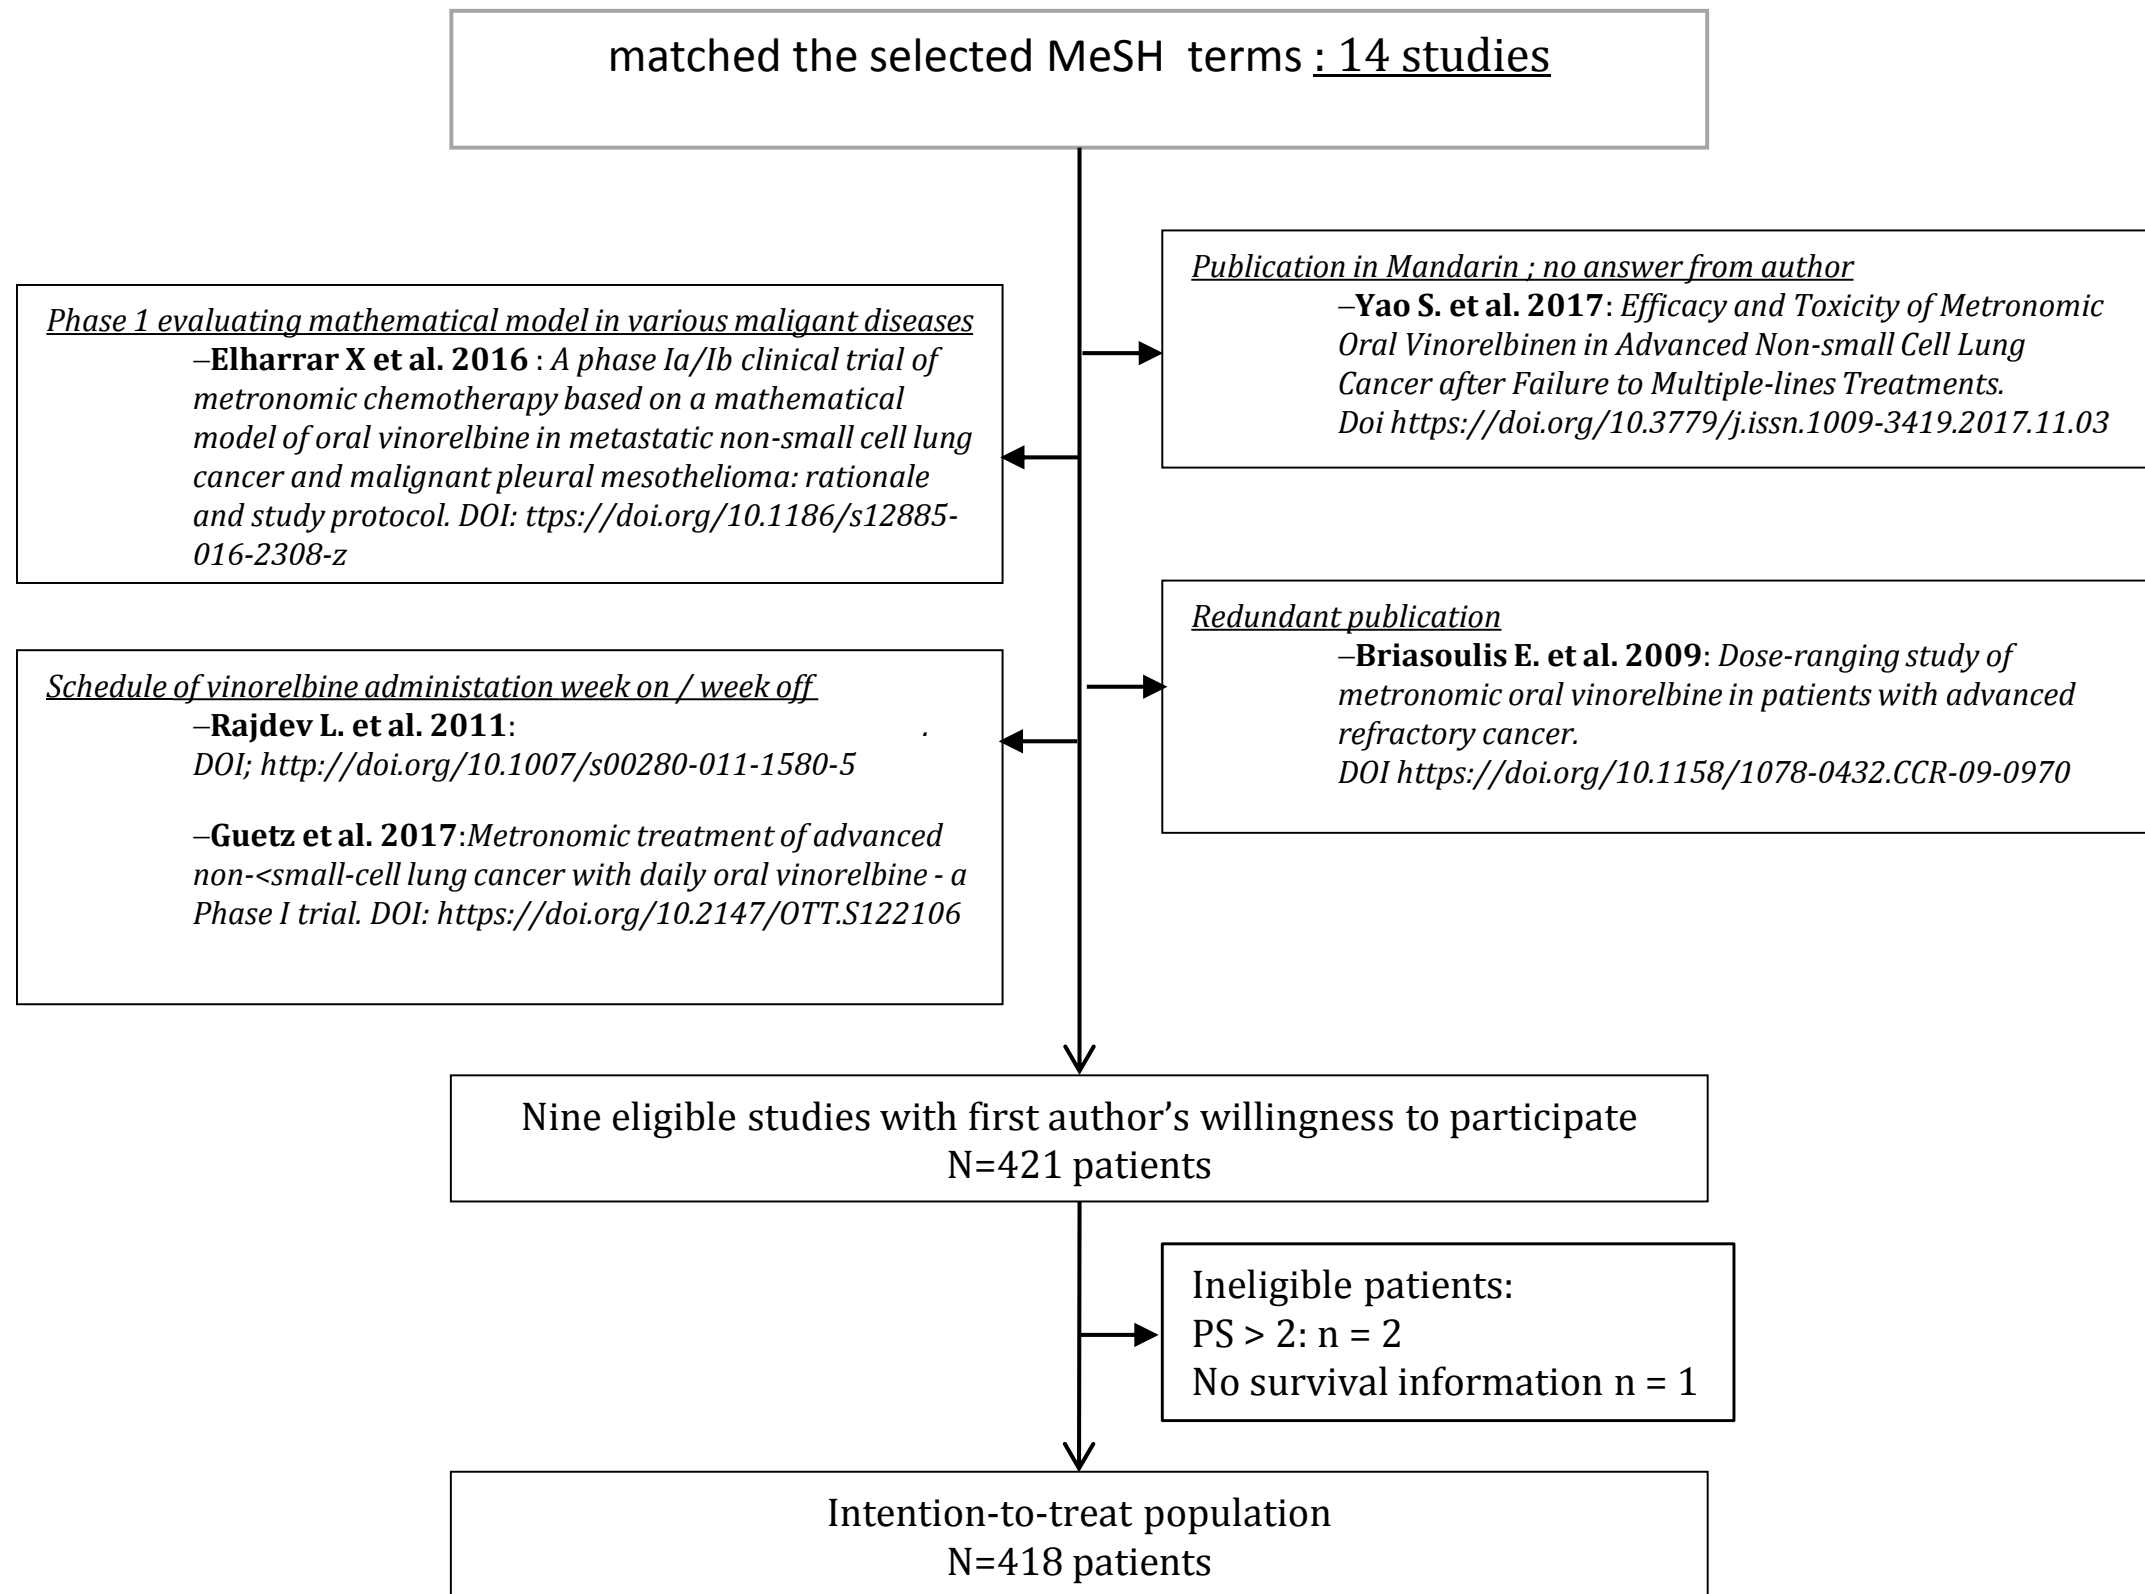 matched the selected MeSH terms : 14 studies
Publication in Mandarin ; no answer from author
–Yao S. et al. 2017: Efficacy and Toxicity of Metronomic
Oral Vinorelbinen in Advanced Non-small Cell Lung
Cancer after Failure to Multiple-lines Treatments.
Doi https://doi.org/10.3779/j.issn.1009-3419.2017.11.03
Phase 1 evaluating mathematical model in various maligant diseases
–Elharrar X et al. 2016 : A phase Ia/Ib clinical trial of
metronomic chemotherapy based on a mathematical
model of oral vinorelbine in metastatic non-small cell lung
cancer and malignant pleural mesothelioma: rationale
and study protocol. DOI: ttps://doi.org/10.1186/s12885-
016-2308-z
Redundant publication
–Briasoulis E. et al. 2009: Dose-ranging study of
metronomic oral vinorelbine in patients with advanced
refractory cancer.
DOI https://doi.org/10.1158/1078-0432.CCR-09-0970
Schedule of vinorelbine administation week on / week off
–Rajdev L. et al. 2011: .
DOI; http://doi.org/10.1007/s00280-011-1580-5
–Guetz et al. 2017:Metronomic treatment of advanced
non-<small-cell lung cancer with daily oral vinorelbine - a
Phase I trial. DOI: https://doi.org/10.2147/OTT.S122106
Nine eligible studies with first author’s willingness to participate
N=421 patients
Ineligible patients:
PS > 2: n = 2
No survival information n = 1
Intention-to-treat population
N=418 patients